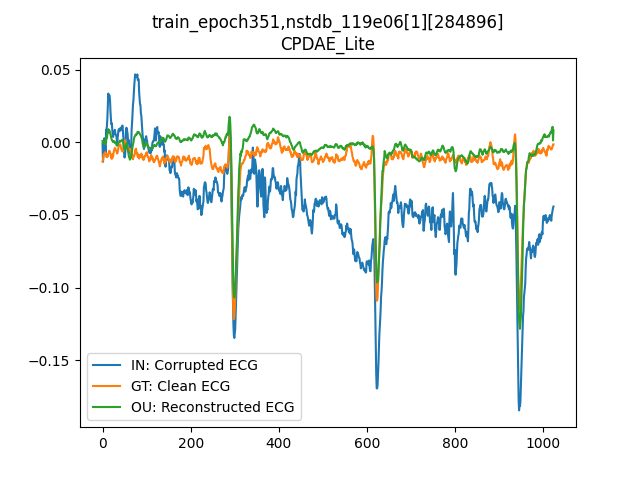 train_epoch351,nstdb_119e06[1][284896]
CPDAE_Lite
0.05
0.00
−0.05
−0.10
−0.15
IN: Corrupted ECG
GT: Clean ECG
OU: Reconstructed ECG
0
200
400
600
800
1000